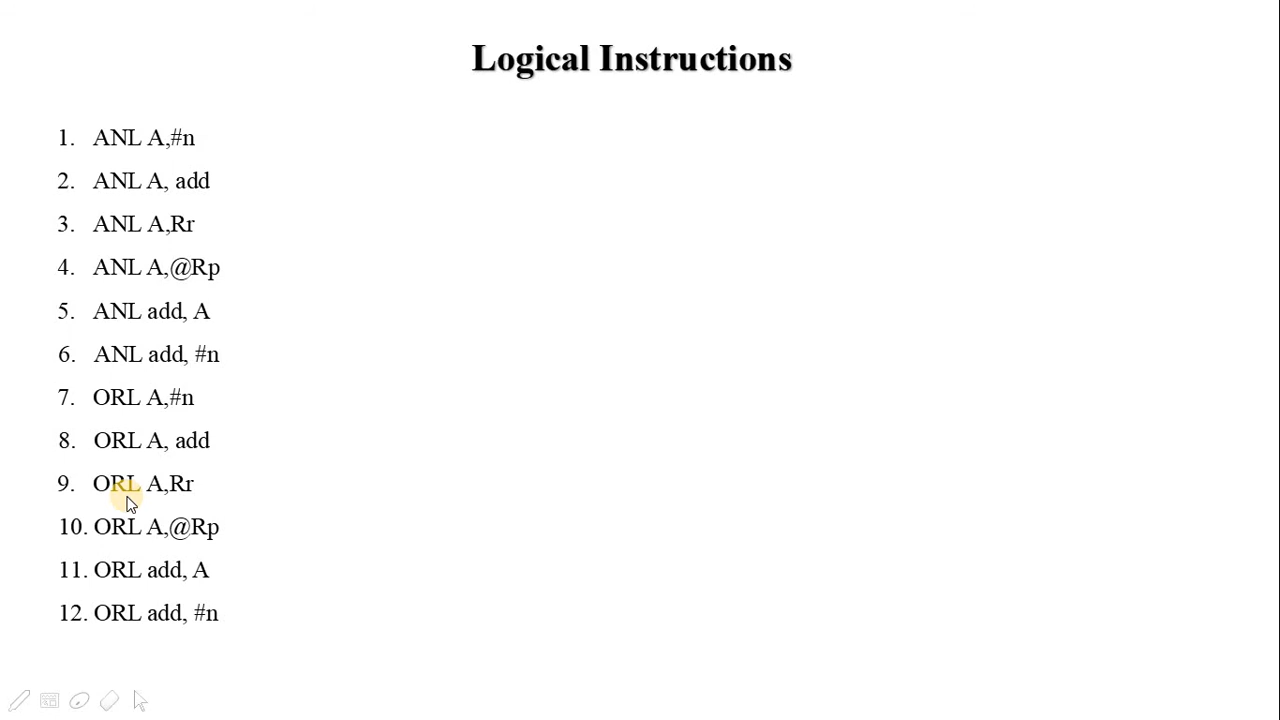 Logical Instructions
1. ANL A,#n
2. ANL A, add
3. ANL A,Rr
4. ANL A,@Rp
5. ANL add, A
6. ANL add, #n
7. ORL A,#n
8. ORL A, add
9. ORL A,Rr
10. ORL A,@Rp
11. ORL add, A
12. ORL add, #n